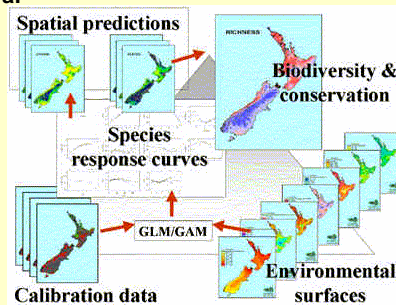 a.
Spatial predictions
RICHNESS
Biodiversity &
conservation
Species
response curves
GLM/GAM
Calibration data
Environmental
surfaces